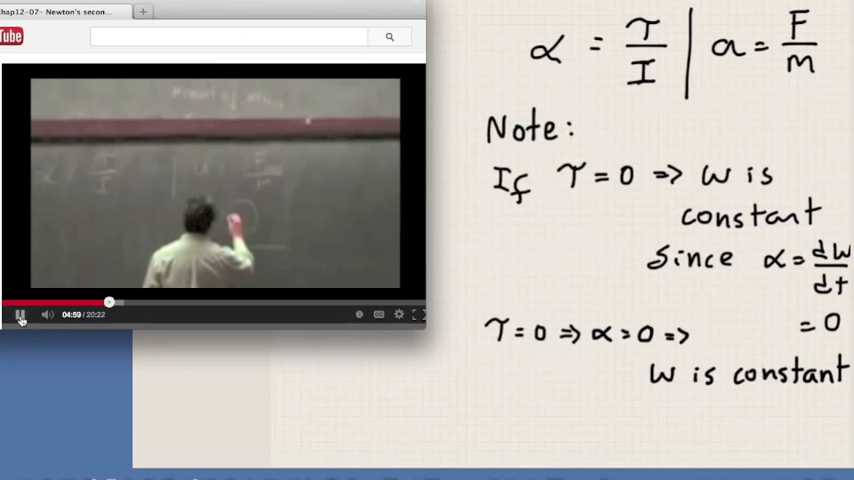 Chap12-07- Newton's secon...
Tube
α = τ/I | a = F/m
Note:
If τ = 0 => ω is
constant
since α = dω/dt
= 0
τ = 0 => α = 0 =>
ω is constant
04:59 / 20:22